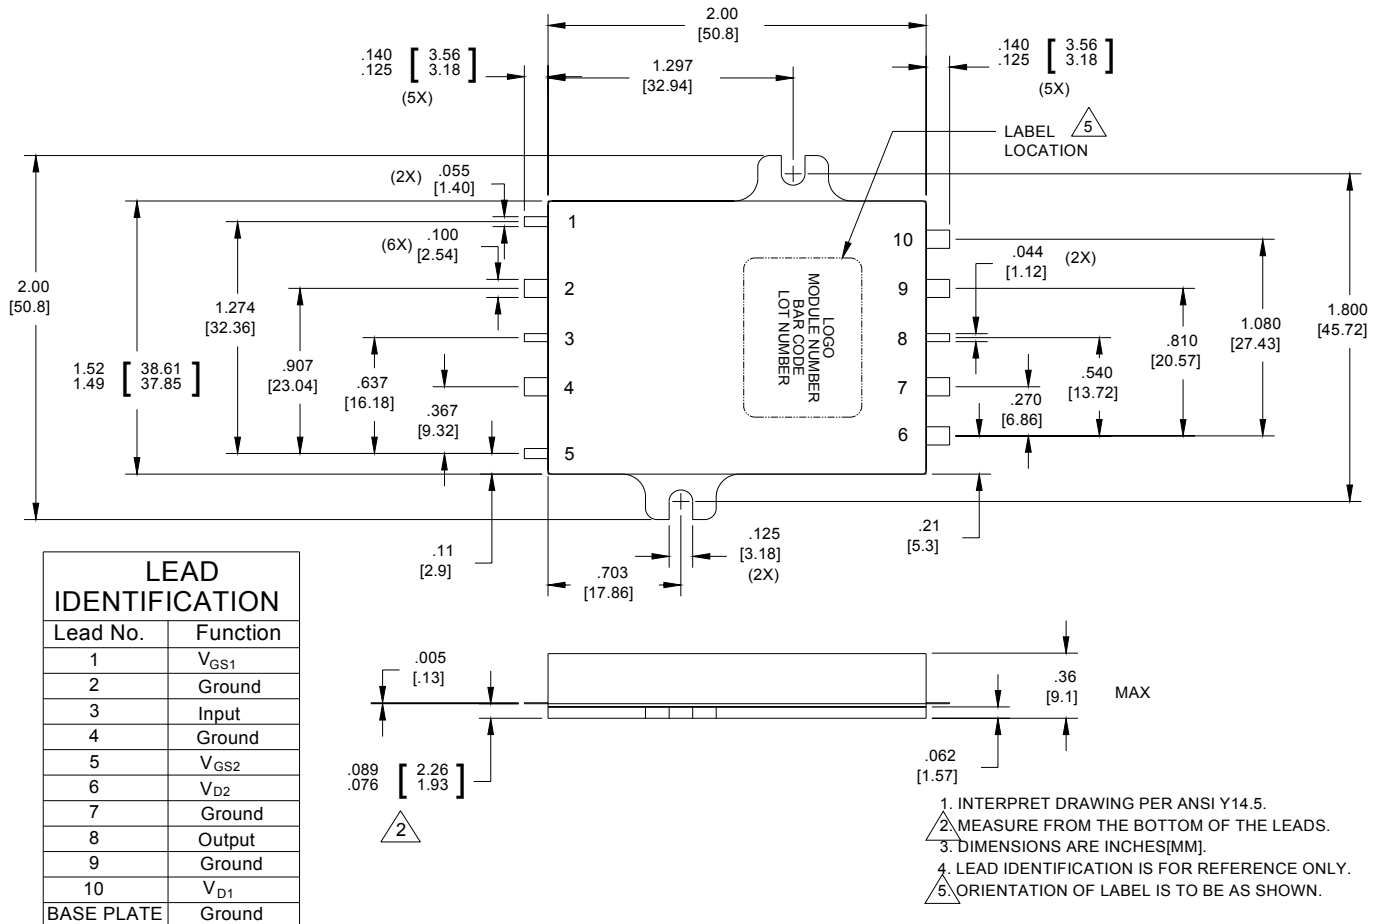 2.00
[50.8]
.140
.125
[ 3.56
3.18 ]
(5X)
1.297
[32.94]
.140
.125
[ 3.56
3.18 ]
(5X)
LABEL 5
LOCATION
(2X) .055
[1.40]
(6X) .100
[2.54]
2.00
[50.8]
1.274
[32.36]
1.52
1.49
[ 38.61
37.85 ]
.907
[23.04]
.637
[16.18]
.367
[9.32]
1
2
3
4
5
10
9
8
7
6
LOGO
MODULE NUMBER
BAR CODE
LOT NUMBER
.044 (2X)
[1.12]
1.800
[45.72]
1.080
[27.43]
.810
[20.57]
.540
[13.72]
.270
[6.86]
.11
[2.9]
.703
[17.86]
.125
[3.18]
(2X)
.21
[5.3]
LEAD
IDENTIFICATION
Lead No. Function
1 VGS1
2 Ground
3 Input
4 Ground
5 VGS2
6 VD2
7 Ground
8 Output
9 Ground
10 VD1
BASE PLATE Ground
.005
[.13]
.089
.076
[ 2.26
1.93 ]
2
.36
[9.1]
MAX
.062
[1.57]
1. INTERPRET DRAWING PER ANSI Y14.5.
2. MEASURE FROM THE BOTTOM OF THE LEADS.
3. DIMENSIONS ARE INCHES[MM].
4. LEAD IDENTIFICATION IS FOR REFERENCE ONLY.
5. ORIENTATION OF LABEL IS TO BE AS SHOWN.